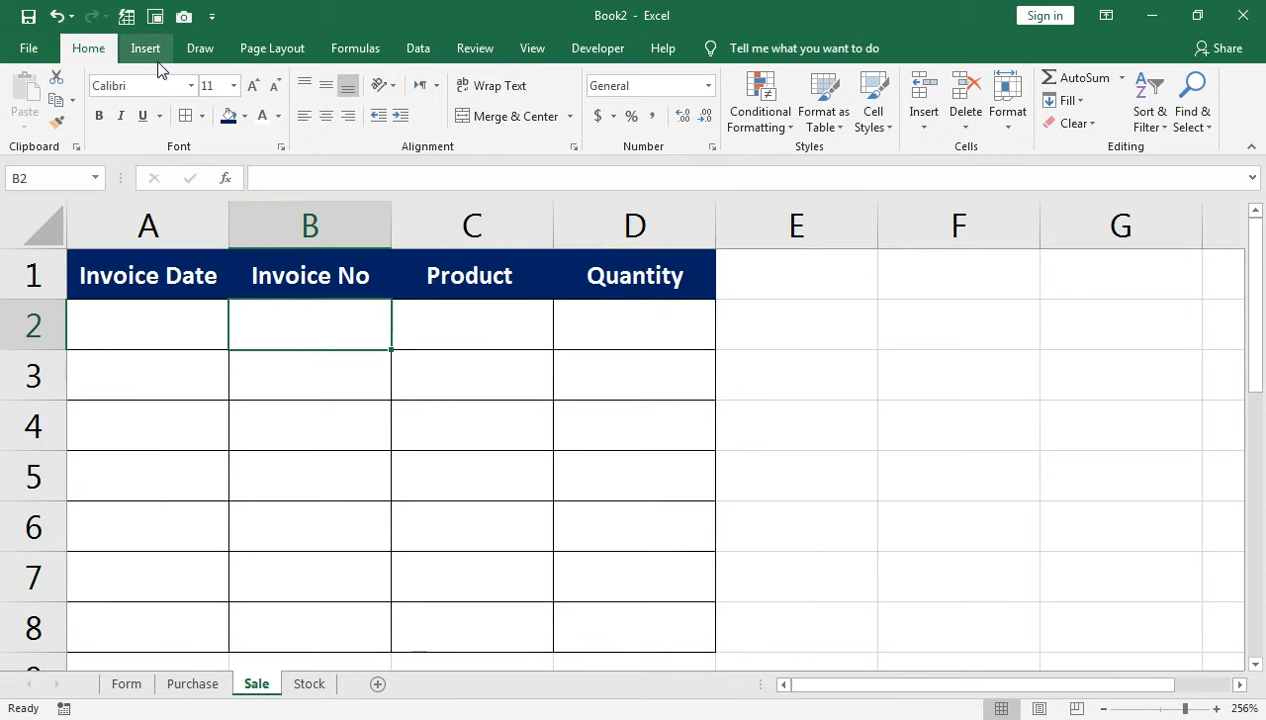 Book2 - Excel
Sign in
File Home Insert Draw Page Layout Formulas Data Review View Developer Help Tell me what you want to do Share
Paste
Clipboard
Calibri 11
B I U A
Font
Wrap Text
Merge & Center
Alignment
General
$ % ,
Number
Conditional Formatting
Format as Table
Cell Styles
Styles
Insert Delete Format
Cells
AutoSum
Fill
Clear
Sort & Filter
Find & Select
Editing
B2 fx
A B C D E F G
1 Invoice Date Invoice No Product Quantity
2
3
4
5
6
7
8
Form Purchase Sale Stock
Ready 256%